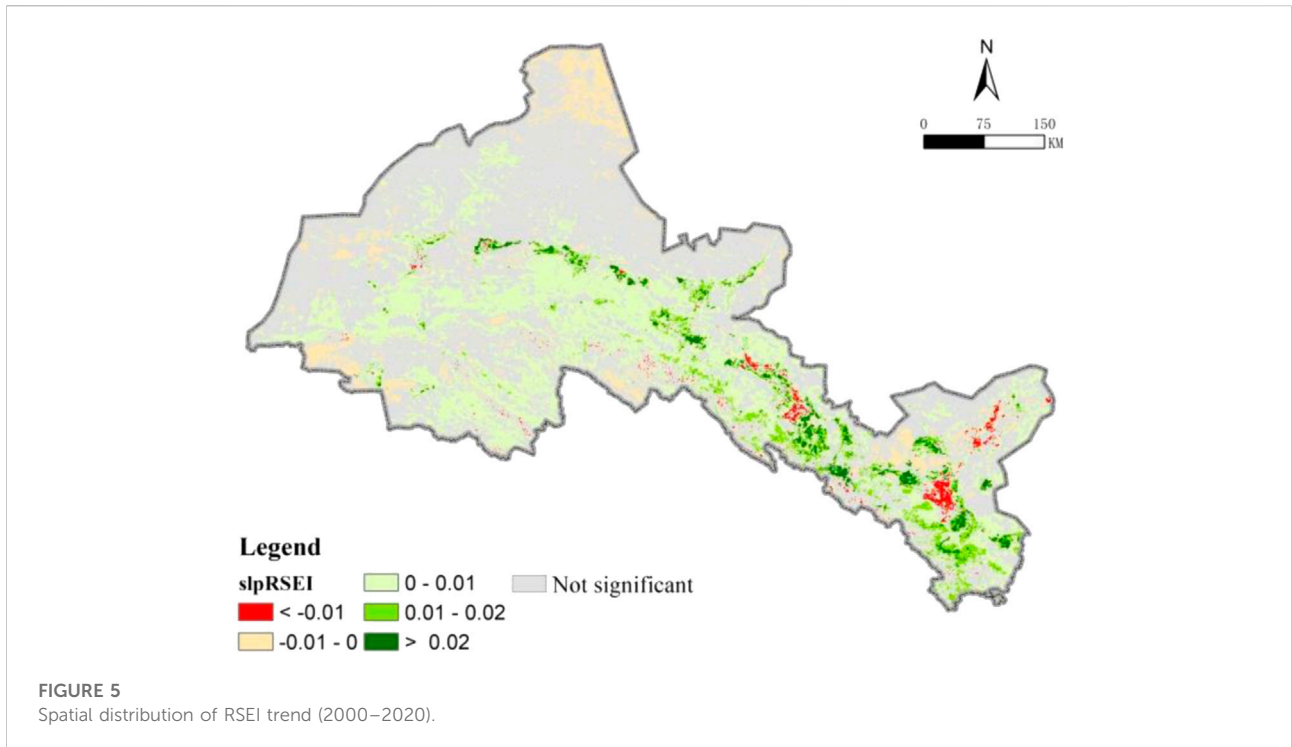 N
0 75 150
KM
Legend
slpRSEI
< -0.01
-0.01 - 0
0 - 0.01
0.01 - 0.02
> 0.02
Not significant
FIGURE 5
Spatial distribution of RSEI trend (2000–2020).